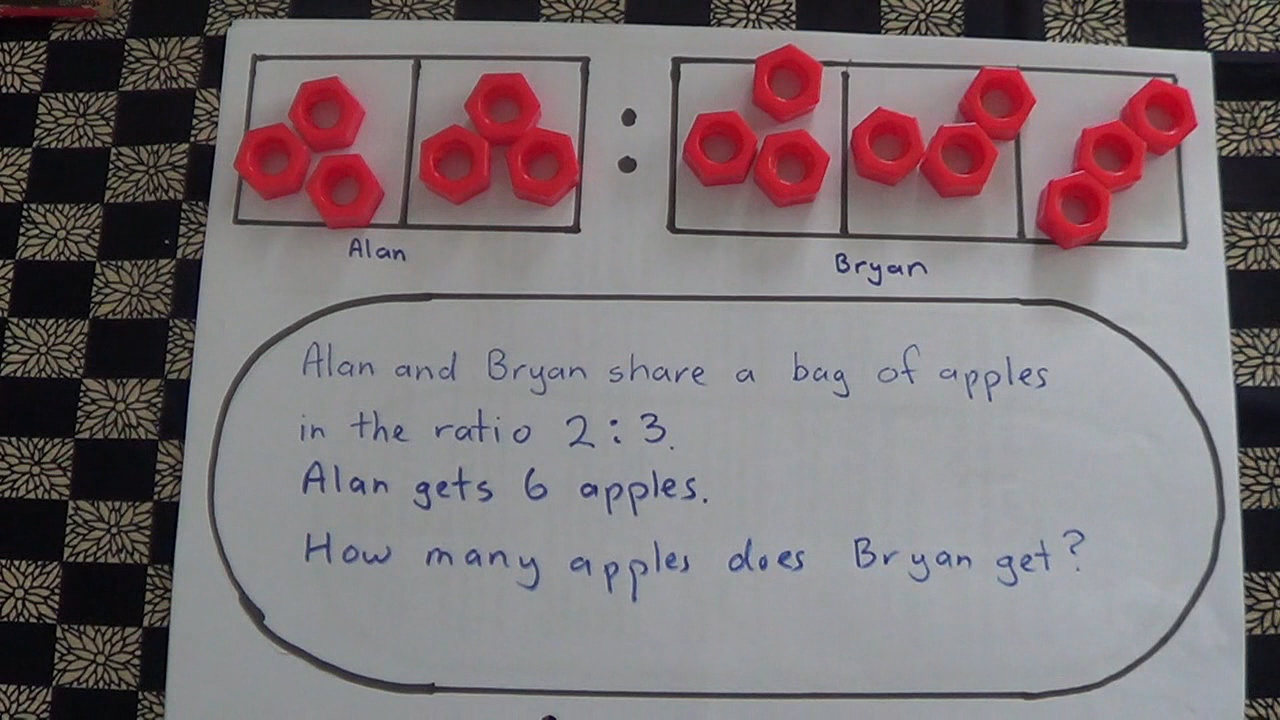 :
Alan
Bryan
Alan and Bryan share a bag of apples
in the ratio 2:3.
Alan gets 6 apples.
How many apples does Bryan get?